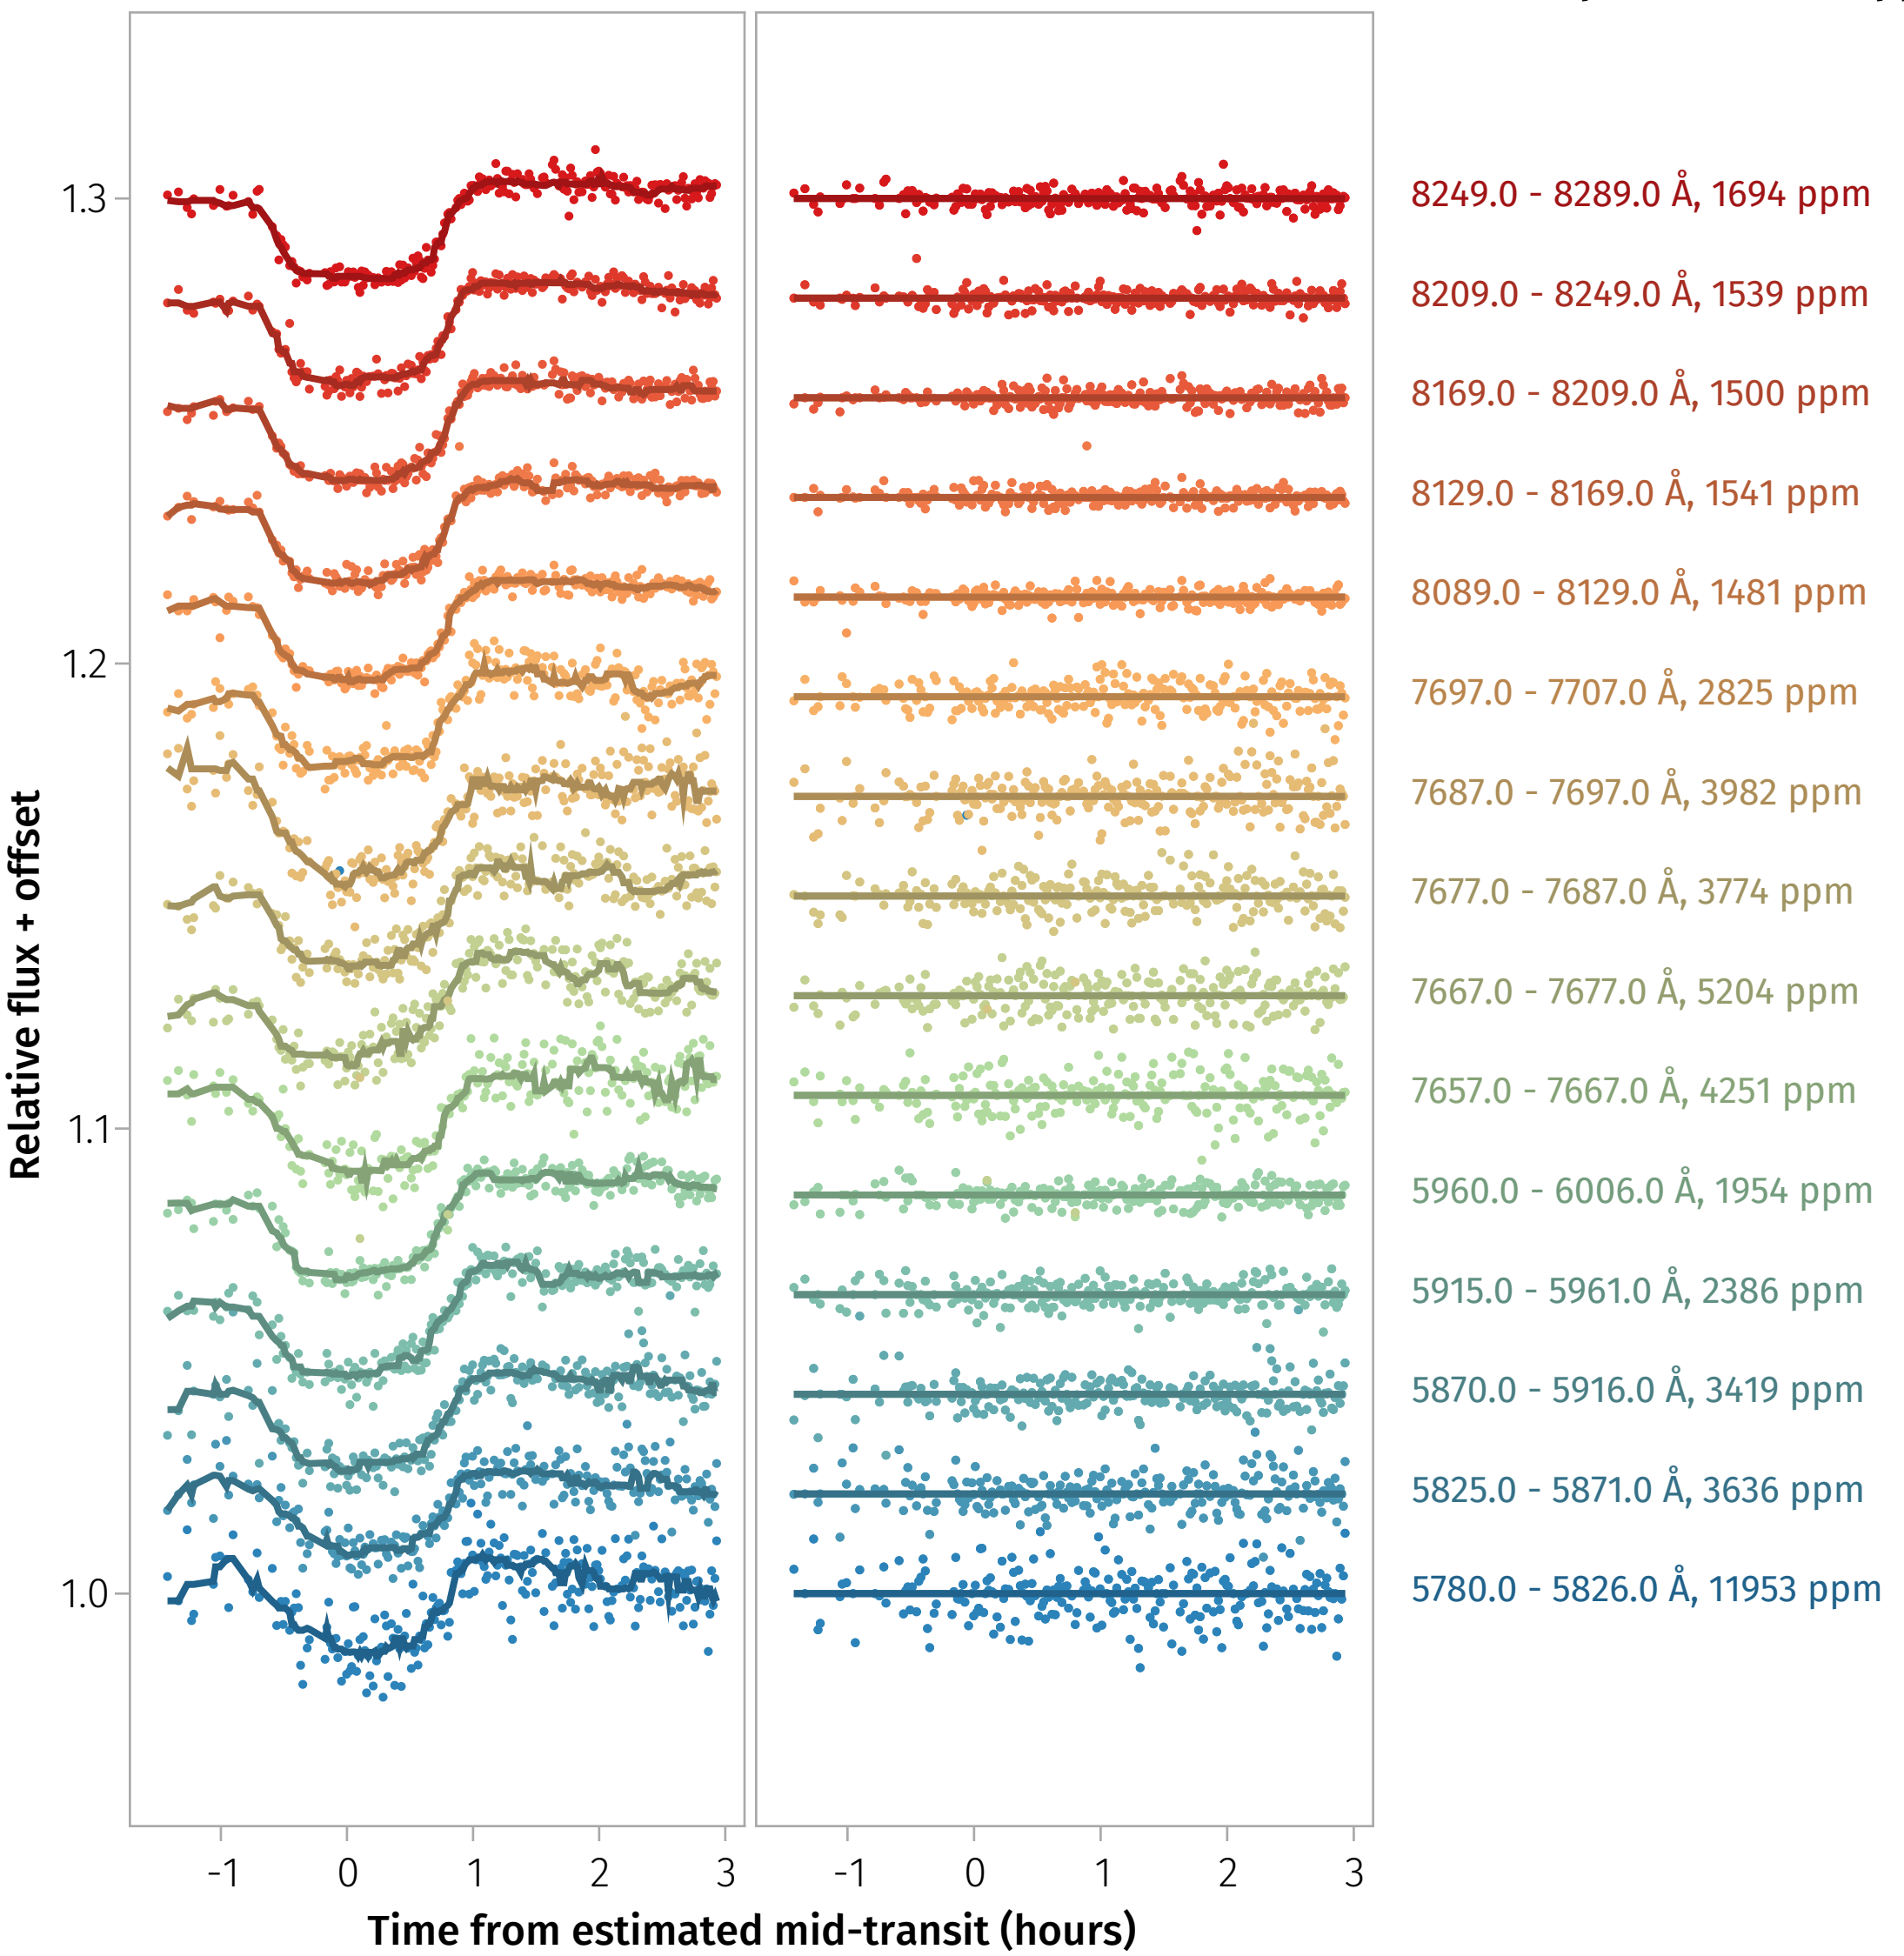 1.3
1.2
1.1
1.0
Relative flux + offset
8249.0 - 8289.0 Å, 1694 ppm
8209.0 - 8249.0 Å, 1539 ppm
8169.0 - 8209.0 Å, 1500 ppm
8129.0 - 8169.0 Å, 1541 ppm
8089.0 - 8129.0 Å, 1481 ppm
7697.0 - 7707.0 Å, 2825 ppm
7687.0 - 7697.0 Å, 3982 ppm
7677.0 - 7687.0 Å, 3774 ppm
7667.0 - 7677.0 Å, 5204 ppm
7657.0 - 7667.0 Å, 4251 ppm
5960.0 - 6006.0 Å, 1954 ppm
5915.0 - 5961.0 Å, 2386 ppm
5870.0 - 5916.0 Å, 3419 ppm
5825.0 - 5871.0 Å, 3636 ppm
5780.0 - 5826.0 Å, 11953 ppm
-1 0 1 2 3
-1 0 1 2 3
Time from estimated mid-transit (hours)